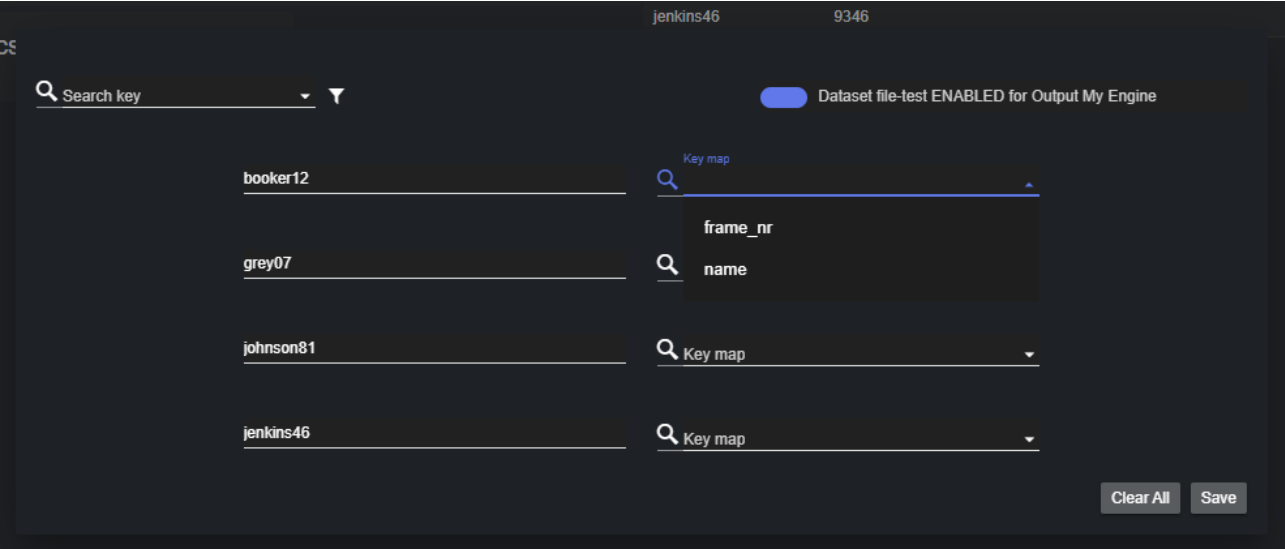 jenkins46 9346
cs
Search key
Dataset file-test ENABLED for Output My Engine
Key map
booker12
frame_nr
grey07
name
johnson81
Key map
jenkins46
Key map
Clear All Save